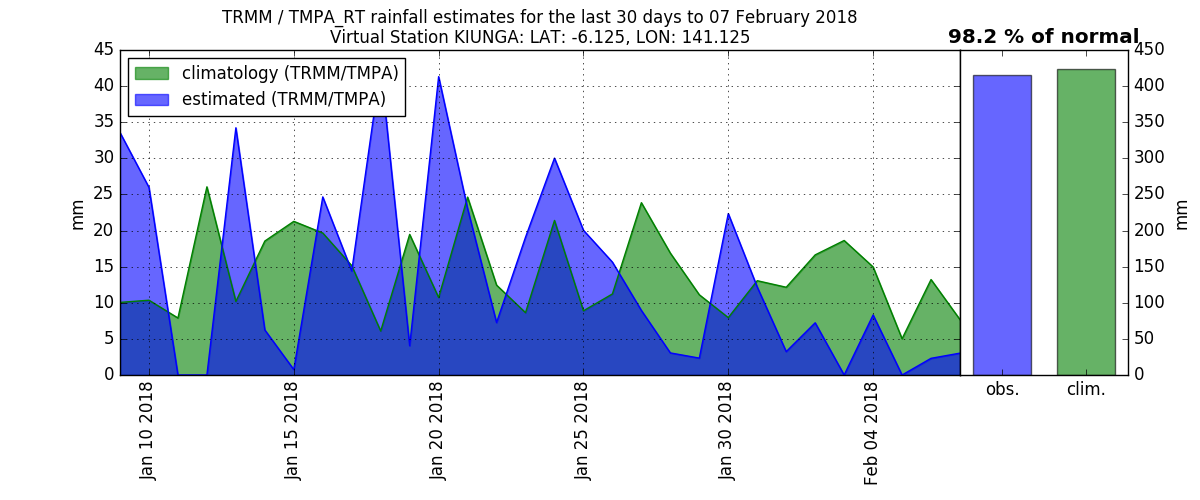 TRMM / TMPA_RT rainfall estimates for the last 30 days to 07 February 2018
Virtual Station KIUNGA: LAT: -6.125, LON: 141.125
98.2 % of normal
climatology (TRMM/TMPA)
estimated (TRMM/TMPA)
mm
45
40
35
30
25
20
15
10
5
0
Jan 10 2018
Jan 15 2018
Jan 20 2018
Jan 25 2018
Jan 30 2018
Feb 04 2018
obs.
clim.
450
400
350
300
250
200
150
100
50
0
mm